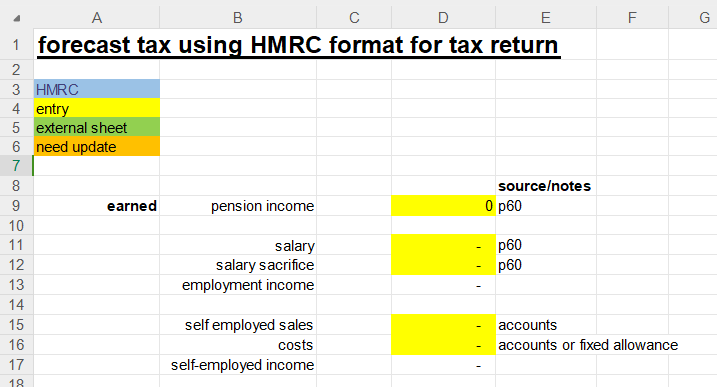 A B C D E F G
1 forecast tax using HMRC format for tax return
2
3 HMRC
4 entry
5 external sheet
6 need update
7
8 source/notes
9 earned pension income 0 p60
10
11 salary - p60
12 salary sacrifice - p60
13 employment income -
14
15 self employed sales - accounts
16 costs - accounts or fixed allowance
17 self-employed income -
18